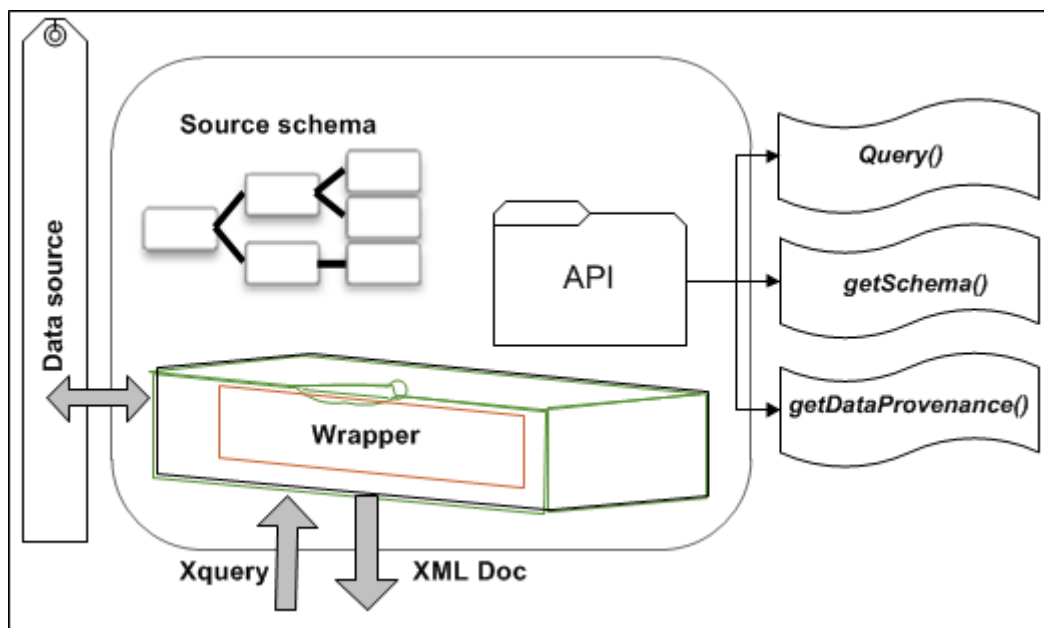 Data source
Source schema
API
Query()
getSchema()
getDataProvenance()
Wrapper
Xquery
XML Doc